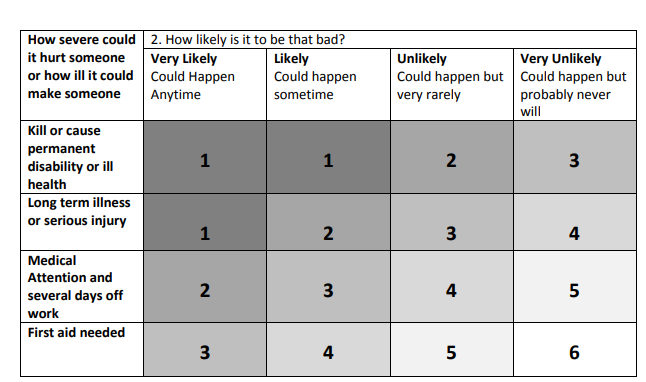 How severe could it hurt someone or how ill it could make someone
2. How likely is it to be that bad?
Very Likely
Could Happen
Anytime
Likely
Could happen
sometime
Unlikely
Could happen but
very rarely
Very Unlikely
Could happen but
probably never
will
Kill or cause
permanent
disability or ill
health
1
1
2
3
Long term illness
or serious injury
1
2
3
4
Medical
Attention and
several days off
work
2
3
4
5
First aid needed
3
4
5
6